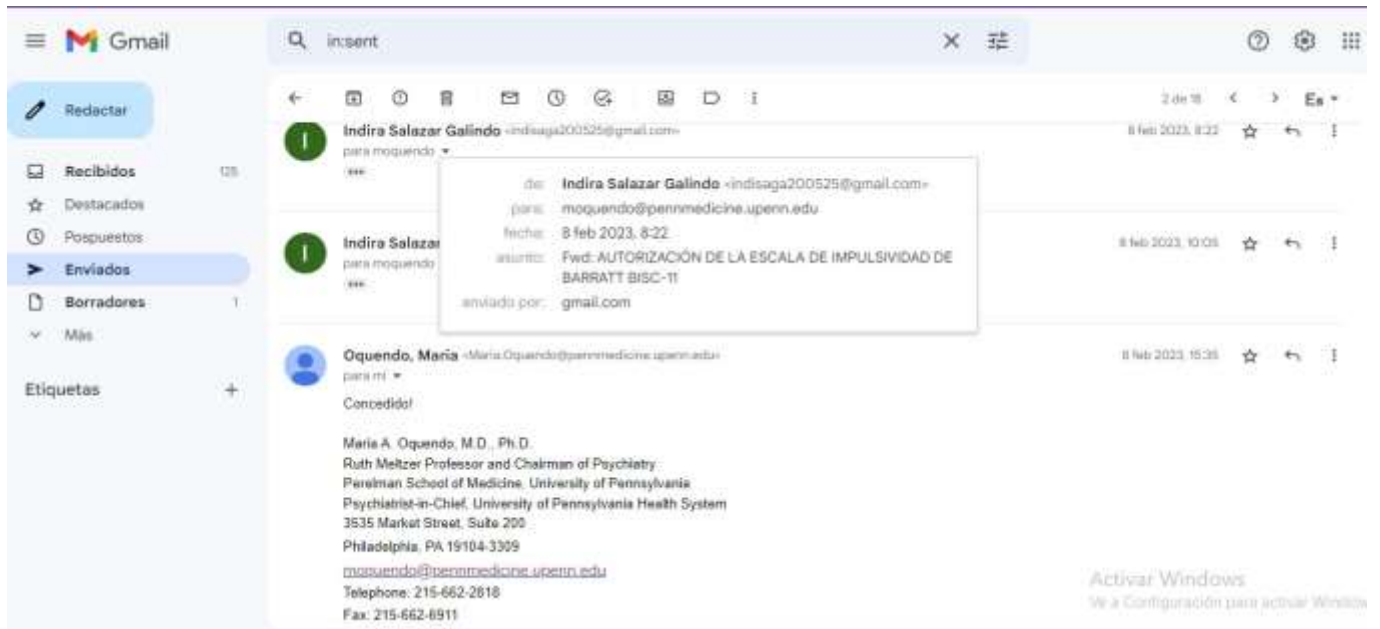 Gmail
in:sent
Redactar
2 de 18
Es
Recibidos
Destacados
Pospuestos
Enviados
Borradores 1
Más
Etiquetas
Indira Salazar Galindo <indisaga200525@gmail.com>
8 feb 2023, 8:22
para moquendo
de: Indira Salazar Galindo <indisaga200525@gmail.com>
para: moquendo@pennmedicine.upenn.edu
fecha: 8 feb 2023, 8:22
asunto: Fwd: AUTORIZACIÓN DE LA ESCALA DE IMPULSIVIDAD DE
BARRATT BISC-11
enviado por: gmail.com
Indira Salazar
8 feb 2023, 10:05
para moquendo
Oquendo, Maria <Maria.Oquendo@pennmedicine.upenn.edu>
8 feb 2023, 15:35
para mí
Concedido!
Maria A. Oquendo, M.D., Ph.D.
Ruth Meltzer Professor and Chairman of Psychiatry
Perelman School of Medicine, University of Pennsylvania
Psychiatrist-in-Chief, University of Pennsylvania Health System
3535 Market Street, Suite 200
Philadelphia, PA 19104-3309
moquendo@pennmedicine.upenn.edu
Telephone: 215-662-2818
Fax: 215-662-6911
Activar Windows
Ve a Configuración para activar Windows